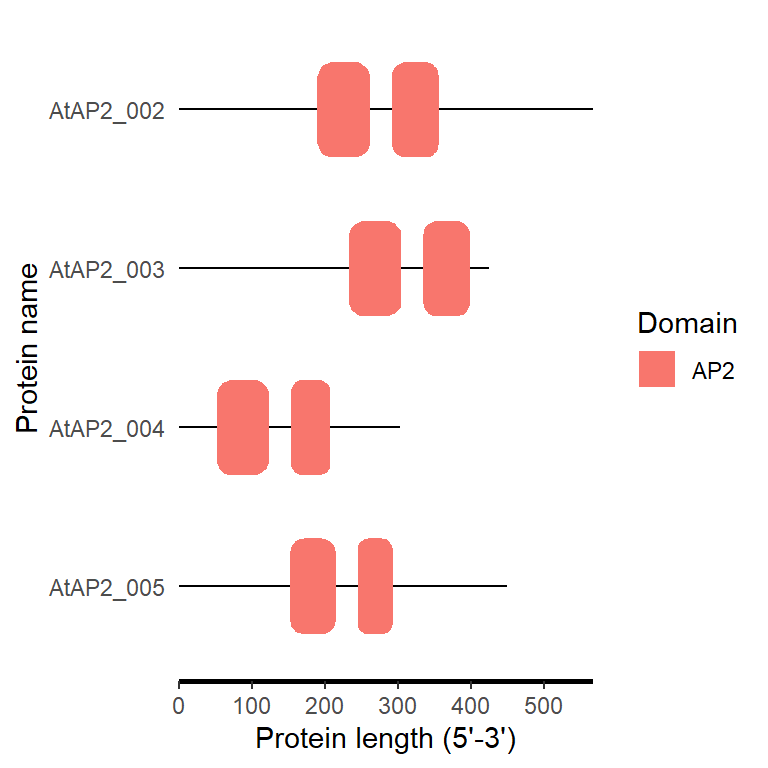 AtAP2_002
AtAP2_003
AtAP2_004
AtAP2_005
Protein name
0 100 200 300 400 500
Protein length (5'-3')
Domain
AP2